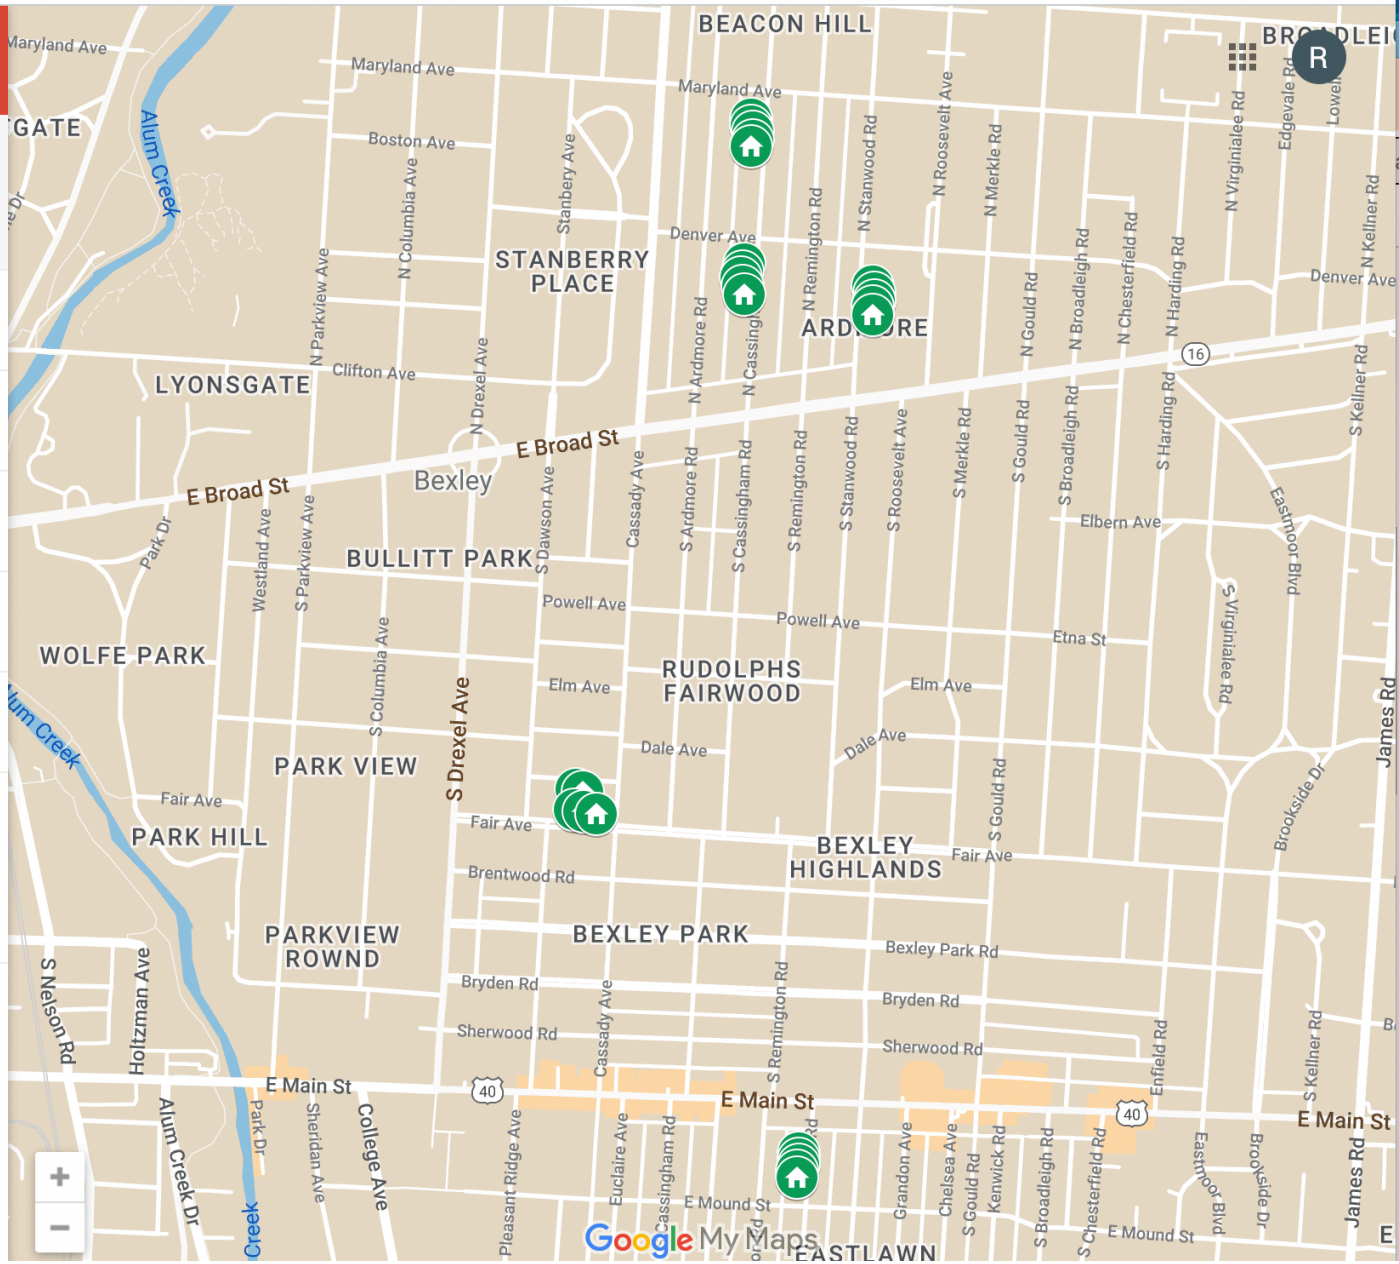 BEACON HILL
BROADLEI
R
Maryland Ave
Maryland Ave
Maryland Ave
Edgevale Rd
Lowell
TGATE
Alum Creek
Boston Ave
Stanbery Ave
N Columbia Ave
N Stanwood Rd
N Roosevelt Ave
N Merkle Rd
N Virginialee Rd
N Kellner Rd
e Dr
Denver Ave
N Remington Rd
N Parkview Ave
STANBERRY
PLACE
N Gould Rd
N Broadleigh Rd
N Chesterfield Rd
N Harding Rd
Denver Ave
N Ardmore Rd
N Cassingh
ARDMORE
16
Clifton Ave
LYONSGATE
N Drexel Ave
S Kellner Rd
E Broad St
E Broad St
Bexley
S Harding Rd
S Broadleigh Rd
S Gould Rd
S Merkle Rd
S Roosevelt Ave
S Stanwood Rd
S Remington Rd
S Cassingham Rd
S Ardmore Rd
Cassady Ave
S Dawson Ave
Park Dr
Westland Ave
S Parkview Ave
Elbern Ave
Eastmoor Blvd
BULLITT PARK
Powell Ave
Powell Ave
Etna St
S Virginialee Rd
WOLFE PARK
S Columbia Ave
RUDOLPHS
FAIRWOOD
Elm Ave
Elm Ave
S Drexel Ave
lum Creek
Dale Ave
Dale Ave
James Rd
PARK VIEW
S Gould Rd
Brookside Dr
Fair Ave
PARK HILL
Fair Ave
BEXLEY
HIGHLANDS
Fair Ave
Brentwood Rd
PARKVIEW
ROWND
BEXLEY PARK
Bexley Park Rd
S Nelson Rd
Holtzman Ave
Bryden Rd
Cassady Ave
S Remington Rd
Bryden Rd
Sherwood Rd
Sherwood Rd
Enfield Rd
S Kellner Rd
E Main St
40
E Main St
40
E Main St
Alum Creek Dr
Park Dr
Sheridan Ave
College Ave
Pleasant Ridge Ave
Euclaire Ave
Cassingham Rd
Rd
Grandon Ave
Chelsea Ave
S Gould Rd
Kenwick Rd
S Broadleigh Rd
S Chesterfield Rd
Eastmoor Blvd
Brookside Dr
James Rd
+
−
E Mound St
E Mound St
E
Creek
Google My Maps
EASTLAWN